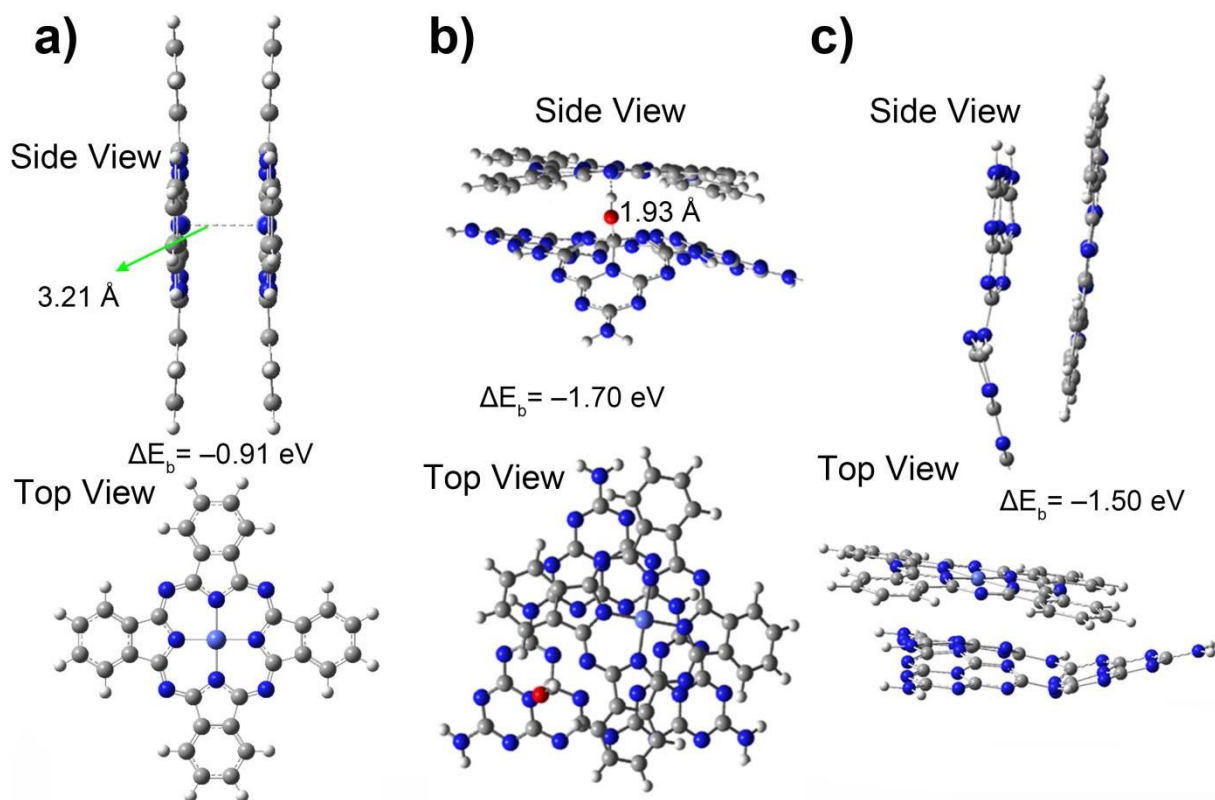 a)
Side View
3.21 Å
ΔE_b= –0.91 eV
Top View
b)
Side View
1.93 Å
ΔE_b= –1.70 eV
Top View
c)
Side View
Top View
ΔE_b= –1.50 eV